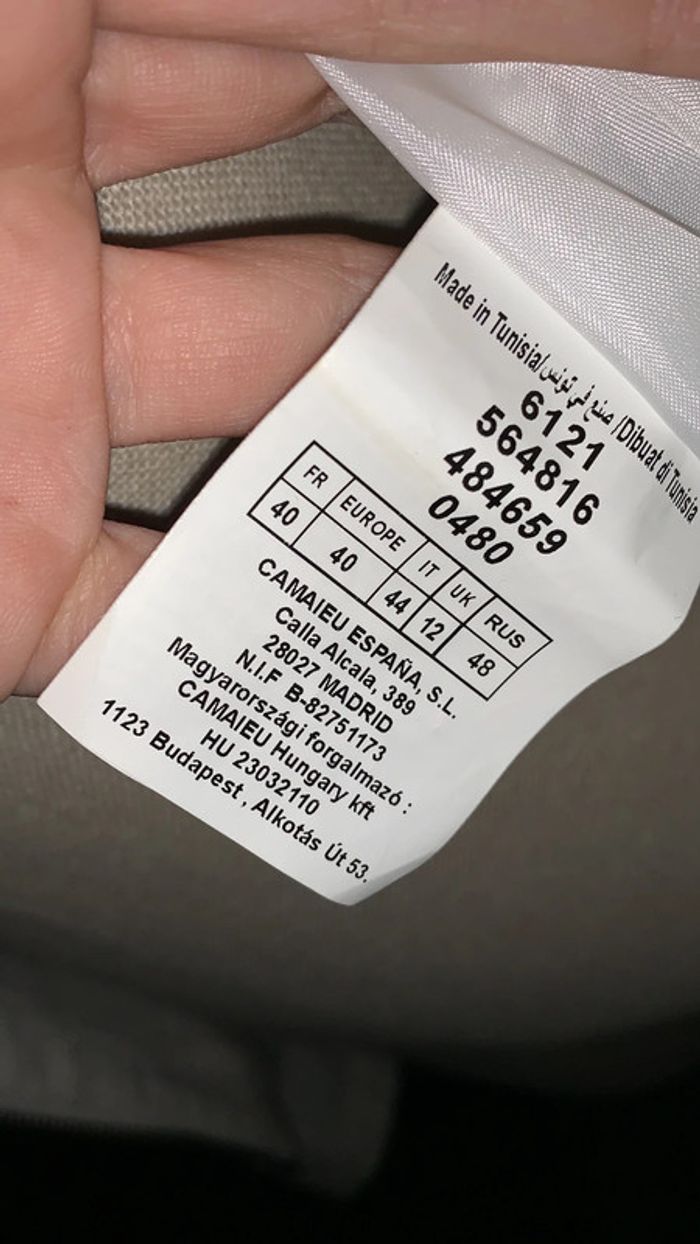 Made in Tunisia/صنع في تونس /Dibuat di Tunisia
6121
564816
484659
0480
FR EUROPE IT UK RUS
40 40 44 12 48
CAMAIEU ESPAÑA, S.L.
Calla Alcala, 389
28027 MADRID
N.I.F B-82751173
Magyarországi forgalmazó :
CAMAIEU Hungary kft
HU 23032110
1123 Budapest , Alkotás Út 53.